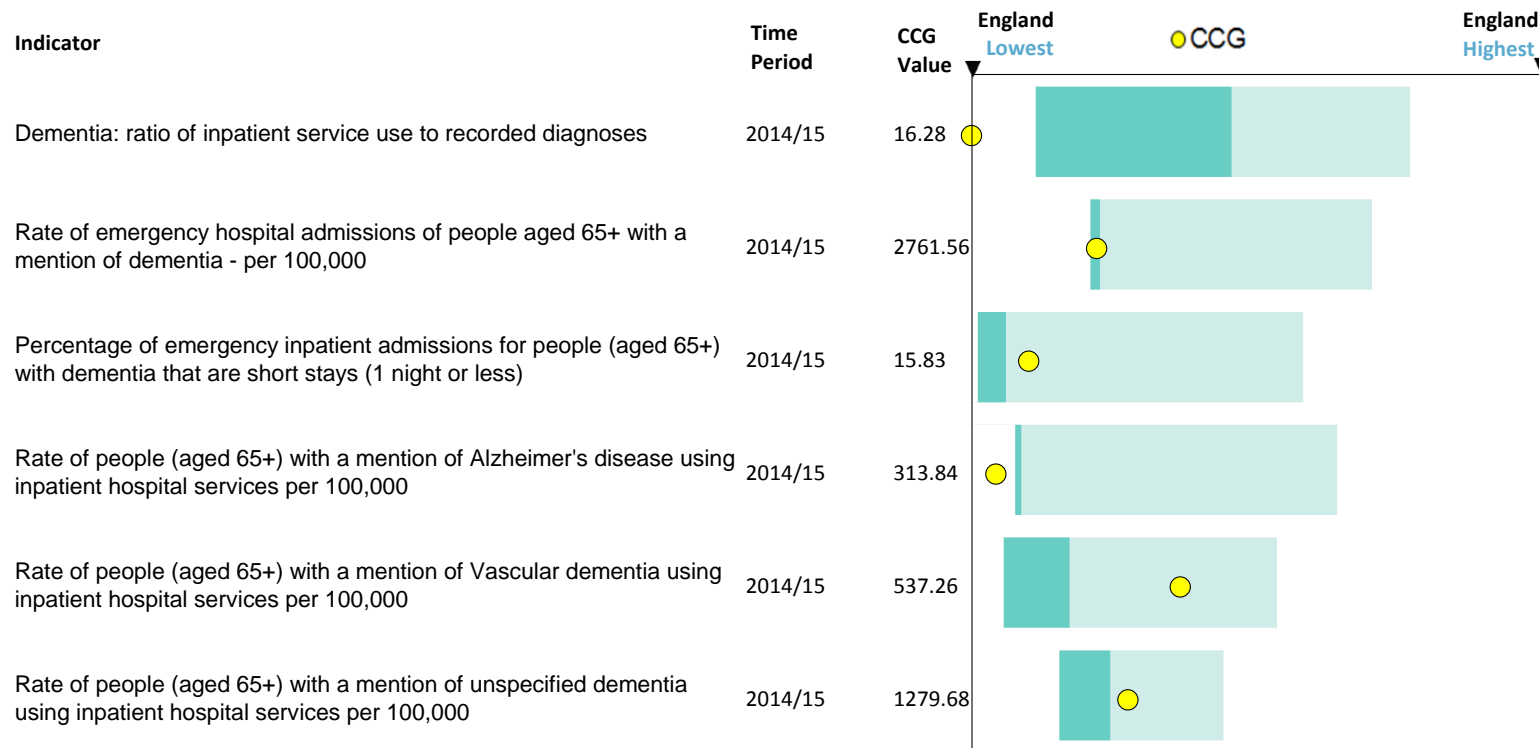 Indicator
Time
Period
CCG
Value
England
Lowest
CCG
England
Highest
Dementia: ratio of inpatient service use to recorded diagnoses
2014/15
16.28
Rate of emergency hospital admissions of people aged 65+ with a
mention of dementia - per 100,000
2014/15
2761.56
Percentage of emergency inpatient admissions for people (aged 65+)
with dementia that are short stays (1 night or less)
2014/15
15.83
Rate of people (aged 65+) with a mention of Alzheimer's disease using
inpatient hospital services per 100,000
2014/15
313.84
Rate of people (aged 65+) with a mention of Vascular dementia using
inpatient hospital services per 100,000
2014/15
537.26
Rate of people (aged 65+) with a mention of unspecified dementia
using inpatient hospital services per 100,000
2014/15
1279.68